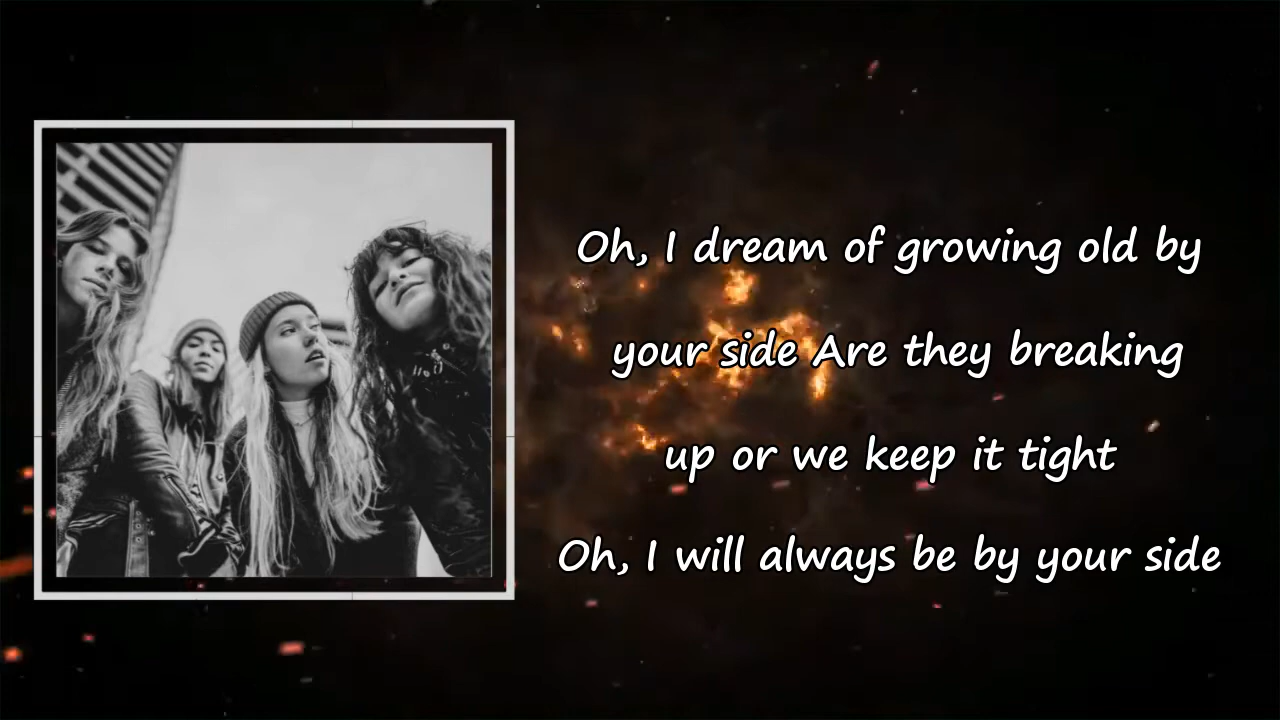 Oh, I dream of growing old by
your side Are they breaking
up or we keep it tight
Oh, I will always be by your side